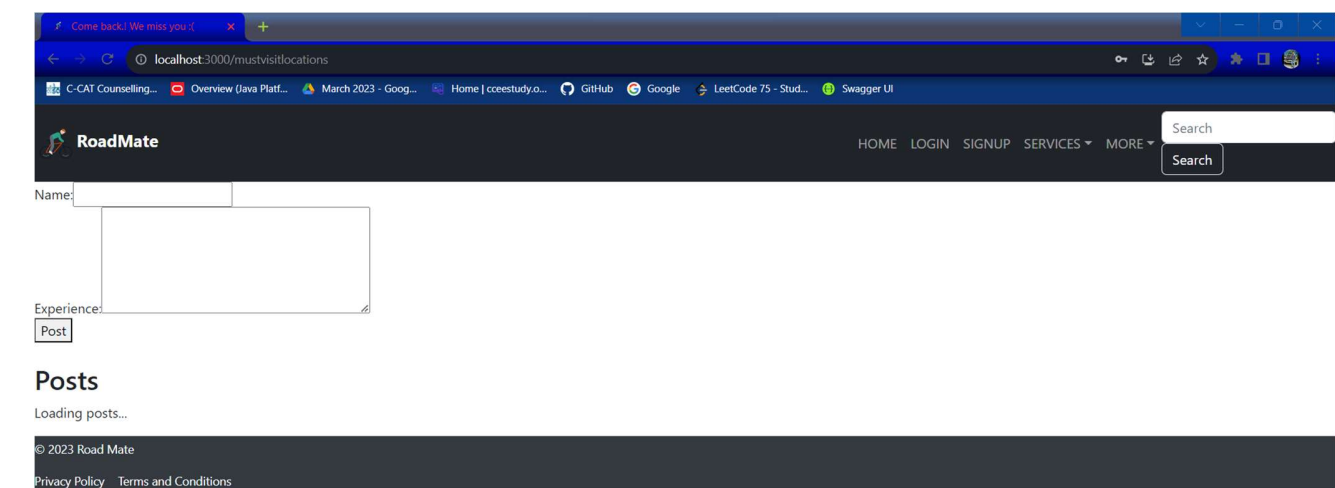 Come back.! We miss you :(
localhost:3000/mustvisitlocations
C-CAT Counselling... Overview (Java Platf... March 2023 - Goog... Home | cceestudy.o... GitHub Google LeetCode 75 - Stud... Swagger UI
RoadMate HOME LOGIN SIGNUP SERVICES MORE Search
Search
Name:
Experience:
Post
Posts
Loading posts...
© 2023 Road Mate
Privacy Policy Terms and Conditions